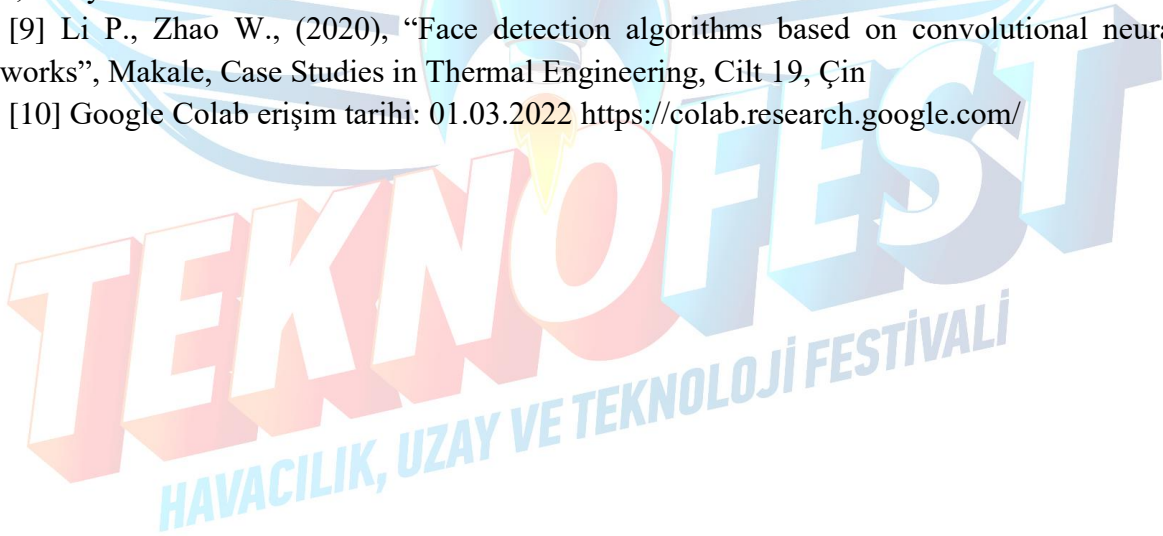 [9] Li P., Zhao W., (2020), “Face detection algorithms based on convolutional neura
works”, Makale, Case Studies in Thermal Engineering, Cilt 19, Çin
[10] Google Colab erişim tarihi: 01.03.2022 https://colab.research.google.com/
TEKNOFEST
HAVACILIK, UZAY VE TEKNOLOJİ FESTİVALİ